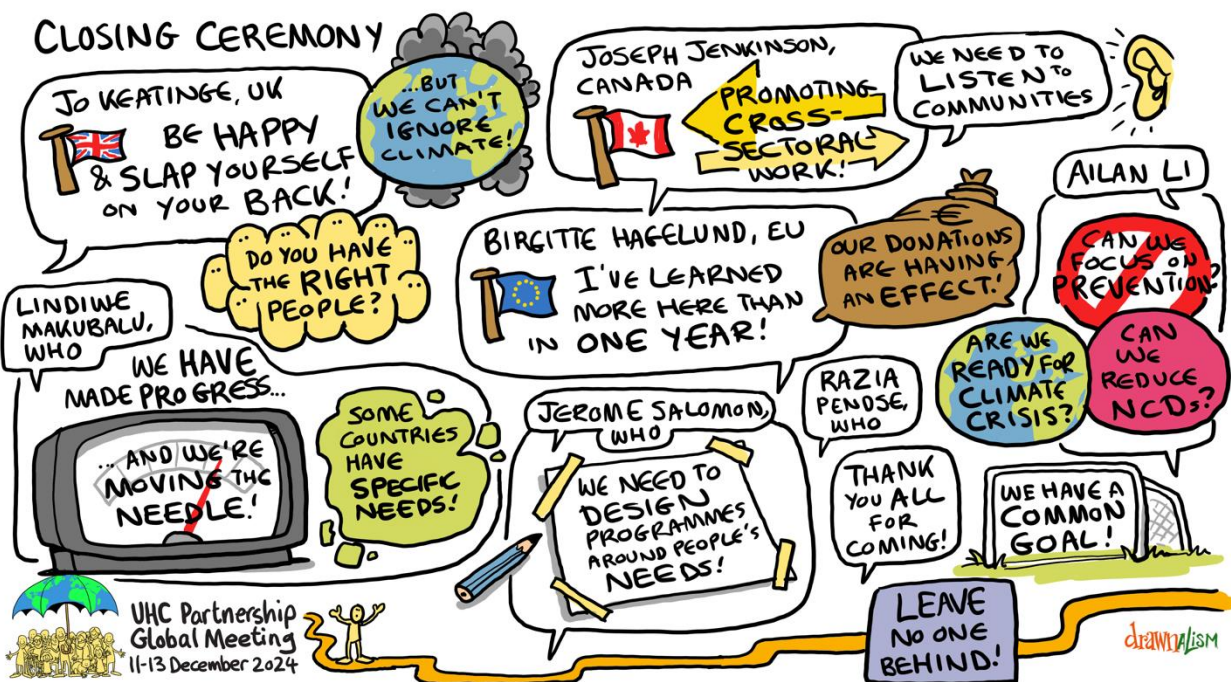 CLOSING CEREMONY
JO KEATINGE, UK
BE HAPPY
& SLAP YOURSELF
ON YOUR BACK!
...BUT
WE CAN'T
IGNORE
CLIMATE!
DO YOU HAVE
THE RIGHT
PEOPLE?
JOSEPH JENKINSON,
CANADA
PROMOTING
CROSS-
SECTORAL
WORK!
WE NEED TO
LISTEN TO
COMMUNITIES
BIRGITTE HAGELUND, EU
I'VE LEARNED
MORE HERE THAN
IN ONE YEAR!
€
OUR DONATIONS
ARE HAVING
AN EFFECT!
AILAN LI
CAN WE
FOCUS ON
PREVENTION?
ARE WE
READY FOR
CLIMATE
CRISIS?
CAN
WE
REDUCE
NCDs?
WE HAVE A
COMMON
GOAL!
LINDIWE
MAKUBALU,
WHO
WE HAVE
MADE PROGRESS...
... AND WE'RE
MOVING THE
NEEDLE!
SOME
COUNTRIES
HAVE
SPECIFIC
NEEDS!
JEROME SALOMON,
WHO
WE NEED TO
DESIGN
PROGRAMMES
AROUND PEOPLE'S
NEEDS!
RAZIA
PENDSE,
WHO
THANK
YOU ALL
FOR
COMING!
LEAVE
NO ONE
BEHIND!
UHC Partnership
Global Meeting
11-13 December 2024
drawnalism